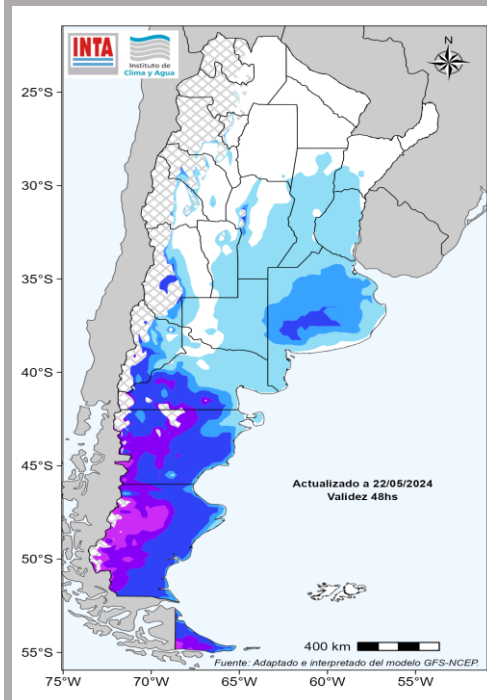 INTA
Instituto de
Clima y Agua
N
25°S
30°S
35°S
40°S
45°S
50°S
55°S
Actualizado a 22/05/2024
Validez 48hs
400 km
Fuente: Adaptado e interpretado del modelo GFS-NCEP.
75°W
70°W
65°W
60°W
55°W